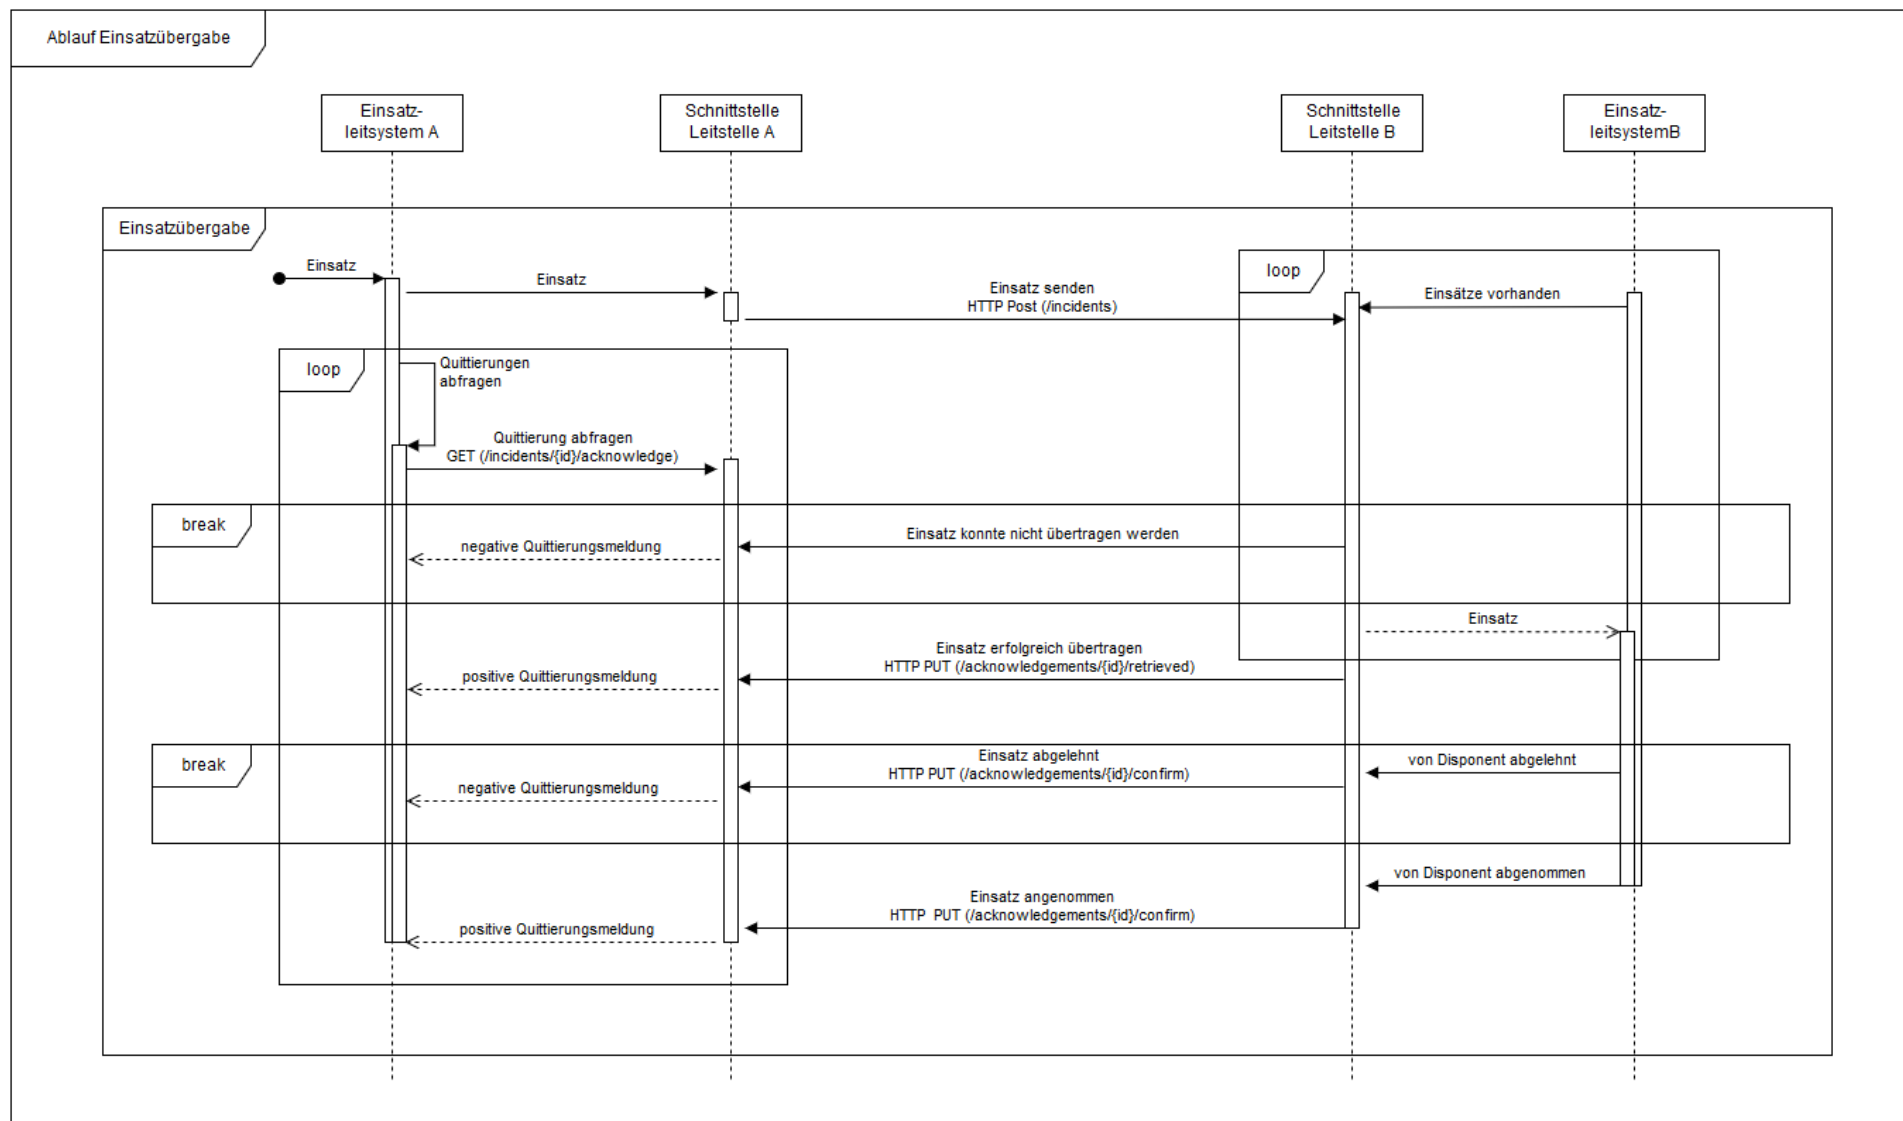 Ablauf Einsatzübergabe
Einsatz-
leitsystem A
Schnittstelle
Leitstelle A
Schnittstelle
Leitstelle B
Einsatz-
leitsystemB
Einsatzübergabe
loop
Einsatz
Einsatz
Einsatz senden
HTTP Post (/incidents)
Einsätze vorhanden
loop
Quittierungen
abfragen
Quittierung abfragen
GET (/incidents/{id}/acknowledge)
break
Einsatz konnte nicht übertragen werden
negative Quittierungsmeldung
Einsatz
Einsatz erfolgreich übertragen
HTTP PUT (/acknowledgements/{id}/retrieved)
positive Quittierungsmeldung
break
Einsatz abgelehnt
HTTP PUT (/acknowledgements/{id}/confirm)
von Disponent abgelehnt
negative Quittierungsmeldung
von Disponent abgenommen
Einsatz angenommen
HTTP  PUT (/acknowledgements/{id}/confirm)
positive Quittierungsmeldung